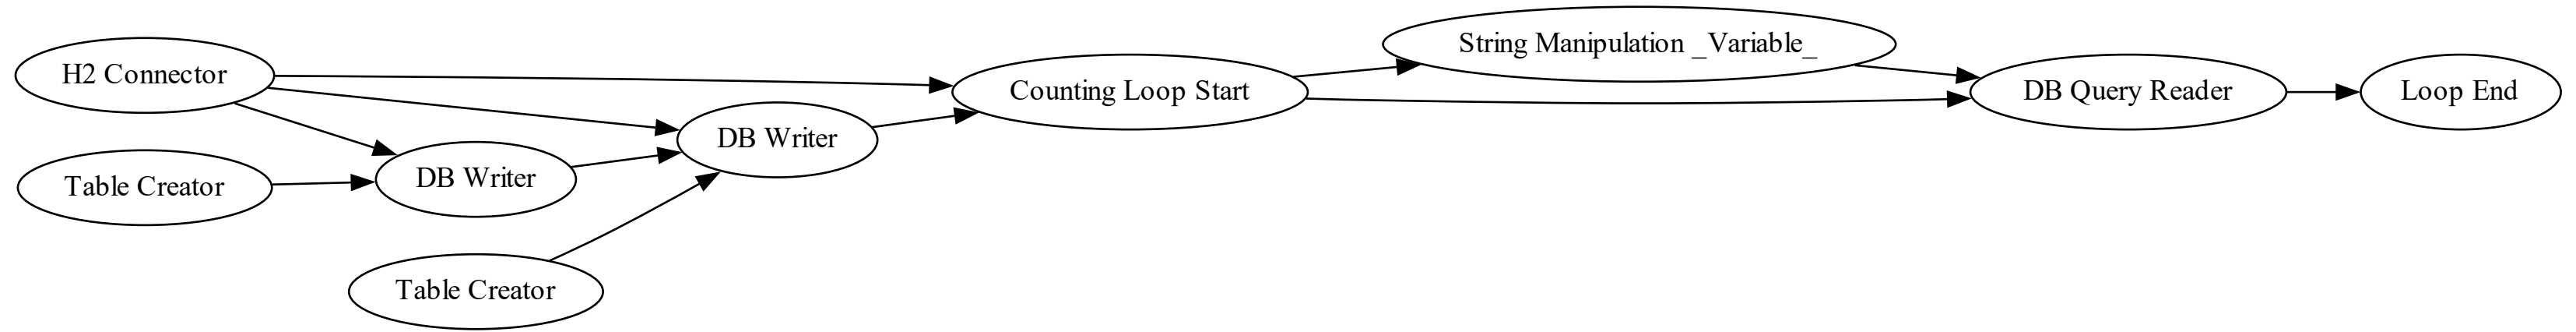 H2 Connector
Table Creator
DB Writer
Table Creator
DB Writer
Counting Loop Start
String Manipulation _Variable_
DB Query Reader
Loop End